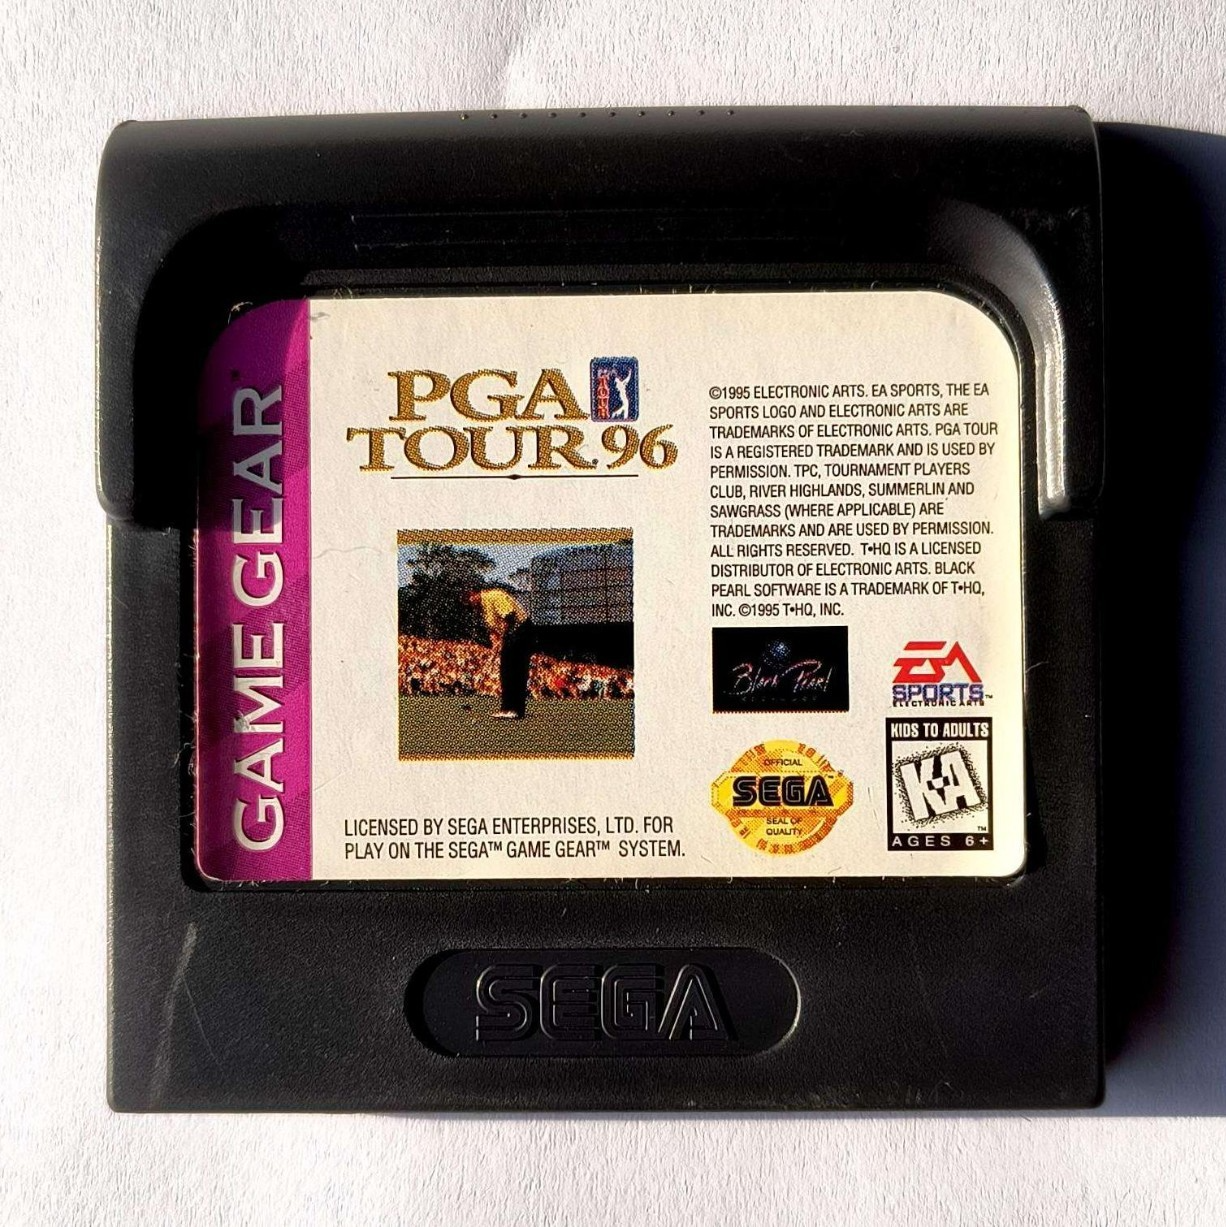 GAME GEAR
PGA
TOUR 96
©1995 ELECTRONIC ARTS. EA SPORTS, THE EA
SPORTS LOGO AND ELECTRONIC ARTS ARE
TRADEMARKS OF ELECTRONIC ARTS. PGA TOUR
IS A REGISTERED TRADEMARK AND IS USED BY
PERMISSION. TPC, TOURNAMENT PLAYERS
CLUB, RIVER HIGHLANDS, SUMMERLIN AND
SAWGRASS (WHERE APPLICABLE) ARE
TRADEMARKS AND ARE USED BY PERMISSION.
ALL RIGHTS RESERVED. T•HQ IS A LICENSED
DISTRIBUTOR OF ELECTRONIC ARTS. BLACK
PEARL SOFTWARE IS A TRADEMARK OF T•HQ,
INC. ©1995 T•HQ, INC.
Black Pearl
EA
SPORTS™
ELECTRONIC ARTS
OFFICIAL
SEGA™
SEAL OF
QUALITY
KIDS TO ADULTS
KA
™
AGES 6+
LICENSED BY SEGA ENTERPRISES, LTD. FOR
PLAY ON THE SEGA™ GAME GEAR™ SYSTEM.
SEGA